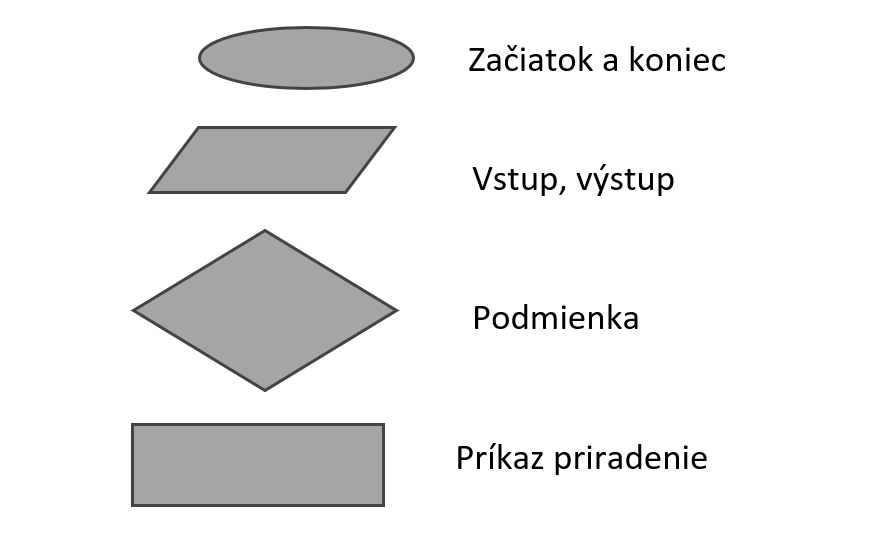 Začiatok a koniec
Vstup, výstup
Podmienka
Príkaz priradenie